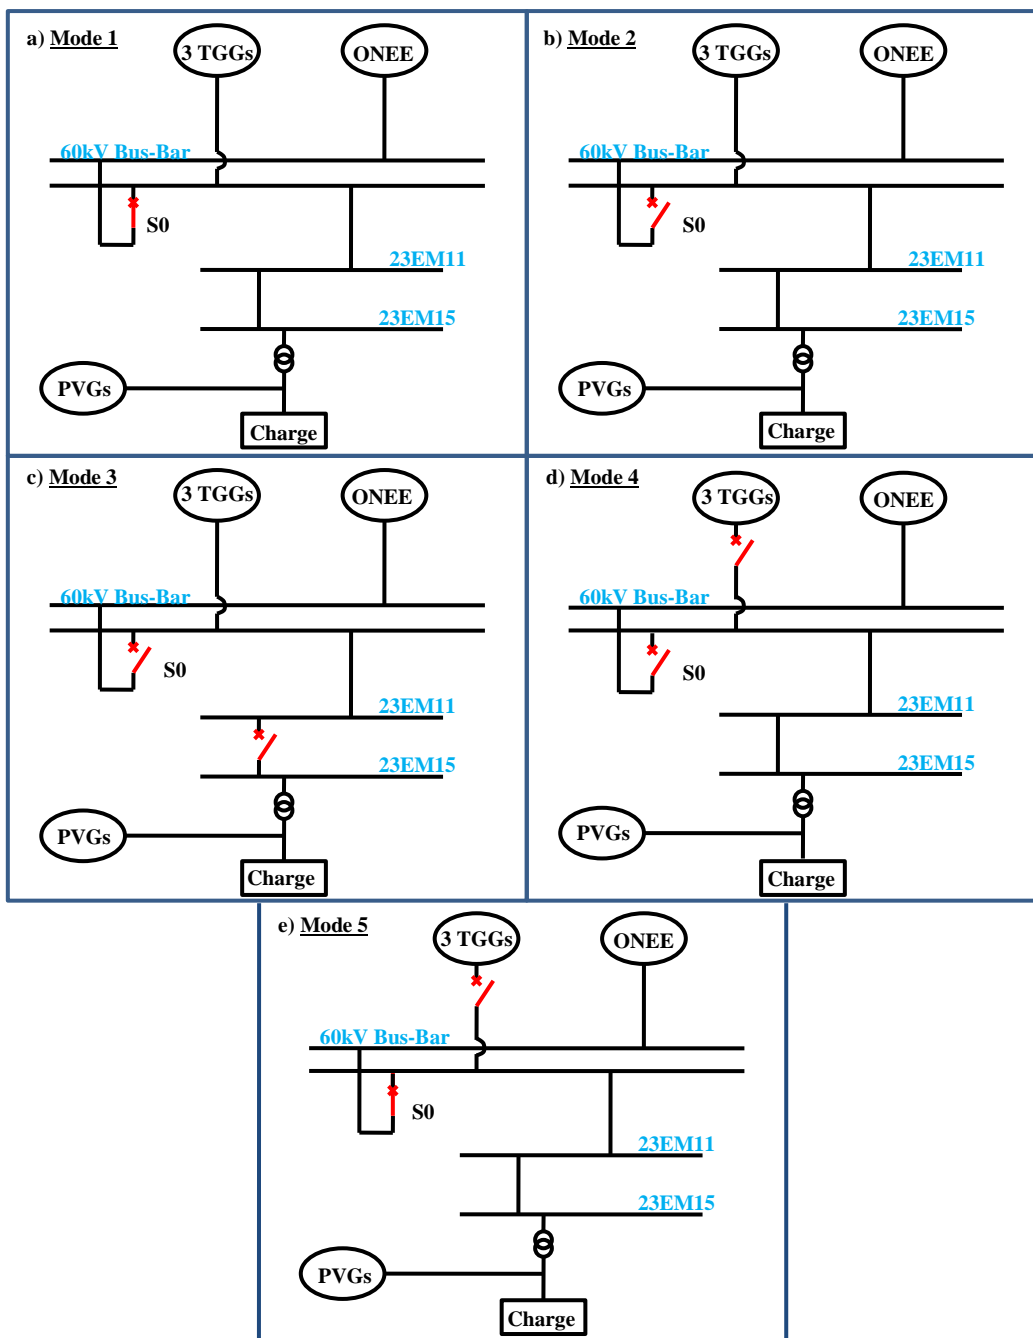 a) Mode 1
3 TGGs
ONEE
60kV Bus-Bar
S0
23EM11
23EM15
PVGs
Charge
b) Mode 2
3 TGGs
ONEE
60kV Bus-Bar
S0
23EM11
23EM15
PVGs
Charge
c) Mode 3
3 TGGs
ONEE
60kV Bus-Bar
S0
23EM11
23EM15
PVGs
Charge
d) Mode 4
3 TGGs
ONEE
60kV Bus-Bar
S0
23EM11
23EM15
PVGs
Charge
e) Mode 5
3 TGGs
ONEE
60kV Bus-Bar
S0
23EM11
23EM15
PVGs
Charge